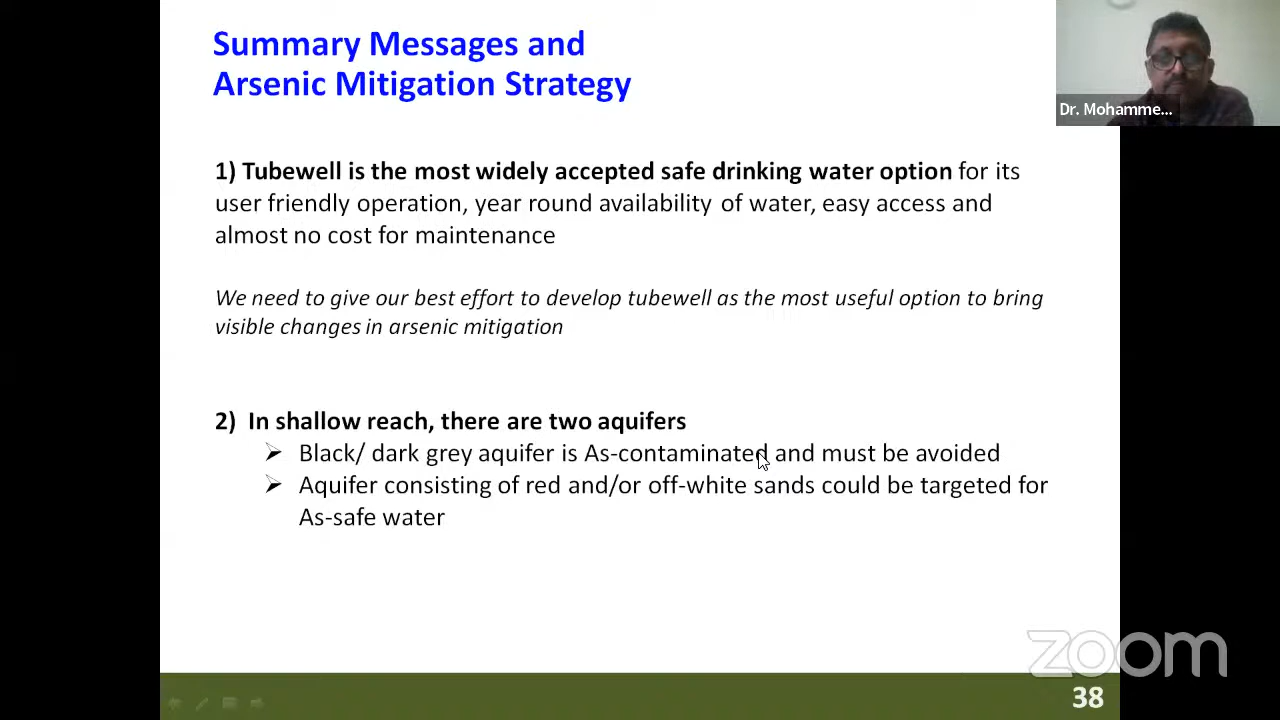 Summary Messages and
Arsenic Mitigation Strategy
Dr. Mohamme...
1) Tubewell is the most widely accepted safe drinking water option for its
user friendly operation, year round availability of water, easy access and
almost no cost for maintenance
We need to give our best effort to develop tubewell as the most useful option to bring
visible changes in arsenic mitigation
2) In shallow reach, there are two aquifers
➢ Black/ dark grey aquifer is As-contaminated and must be avoided
➢ Aquifer consisting of red and/or off-white sands could be targeted for
As-safe water
zoom
38